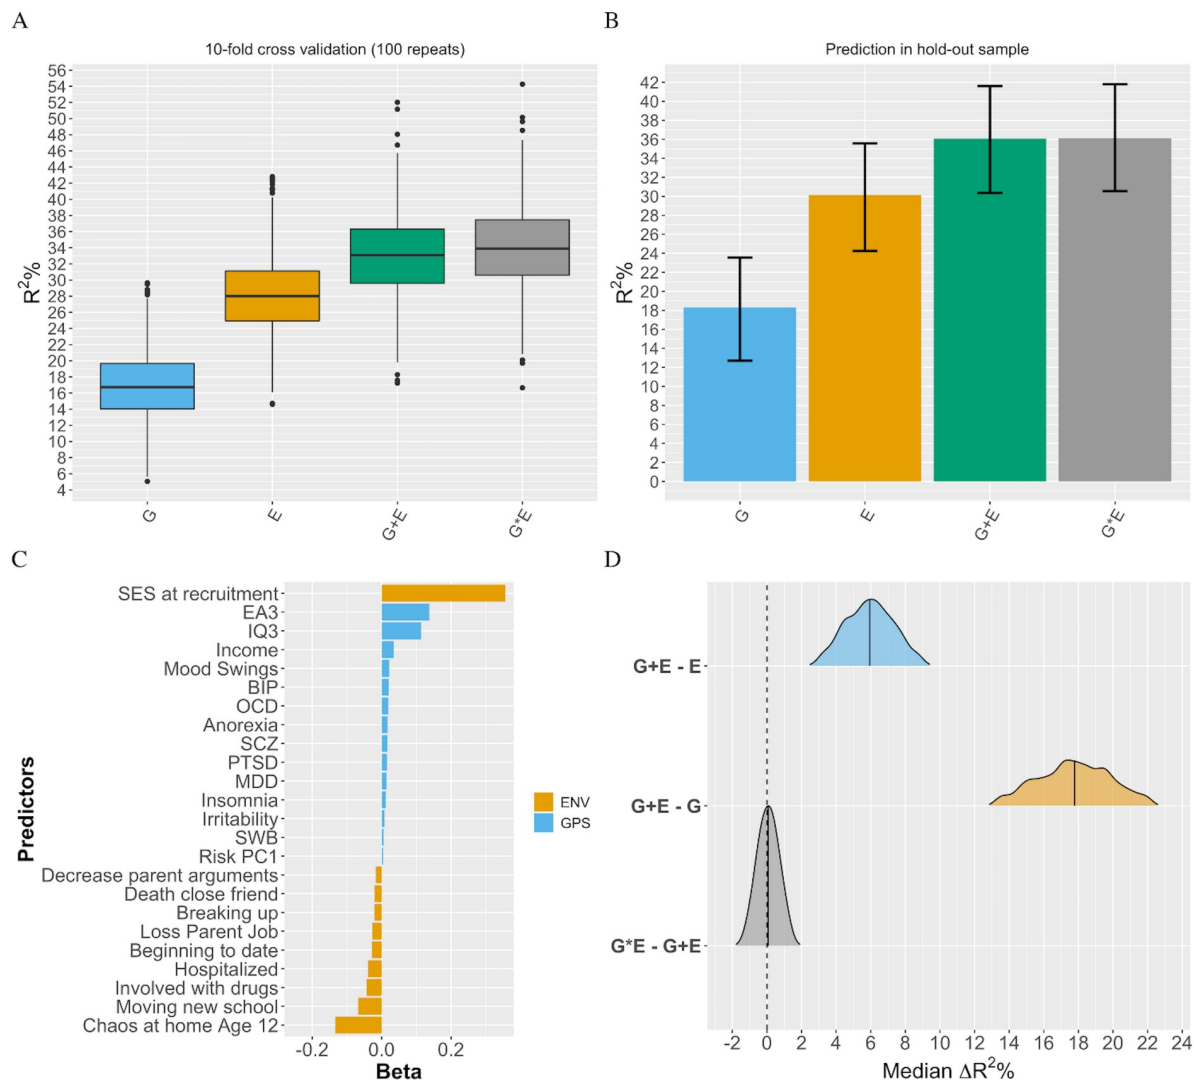 A
10-fold cross validation (100 repeats)
R²%
56
54
52
50
48
46
44
42
40
38
36
34
32
30
28
26
24
22
20
18
16
14
12
10
8
6
4
G
E
G+E
G*E
B
Prediction in hold-out sample
R²%
42
40
38
36
34
32
30
28
26
24
22
20
18
16
14
12
10
8
6
4
2
0
G
E
G+E
G*E
C
Predictors
SES at recruitment
EA3
IQ3
Income
Mood Swings
BIP
OCD
Anorexia
SCZ
PTSD
MDD
Insomnia
Irritability
SWB
Risk PC1
Decrease parent arguments
Death close friend
Breaking up
Loss Parent Job
Beginning to date
Hospitalized
Involved with drugs
Moving new school
Chaos at home Age 12
-0.2 0.0 0.2
Beta
ENV
GPS
D
G+E - E
G+E - G
G*E - G+E
-2 0 2 4 6 8 10 12 14 16 18 20 22 24
Median ΔR²%